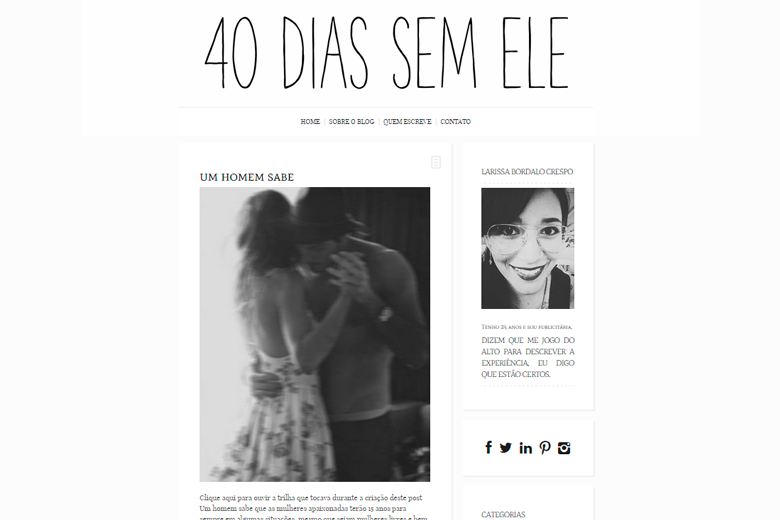 40 DIAS SEM ELE
HOME | SOBRE O BLOG | QUEM ESCREVE | CONTATO
UM HOMEM SABE
Clique aqui para ouvir a trilha que tocava durante a criação deste post
Um homem sabe que as mulheres apaixonadas terão 15 anos para
sempre em algumas situações, mesmo que sejam mulheres livres e bem
LARISSA BORDALO CRESPO
Tenho 25 anos e sou publicitária.
DIZEM QUE ME JOGO DO
ALTO PARA DESCREVER A
EXPERIÊNCIA, EU DIGO
QUE ESTÃO CERTOS.
CATEGORIAS